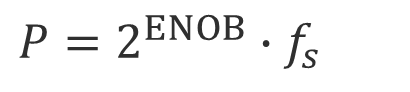 P = 2^ENOB · f_s